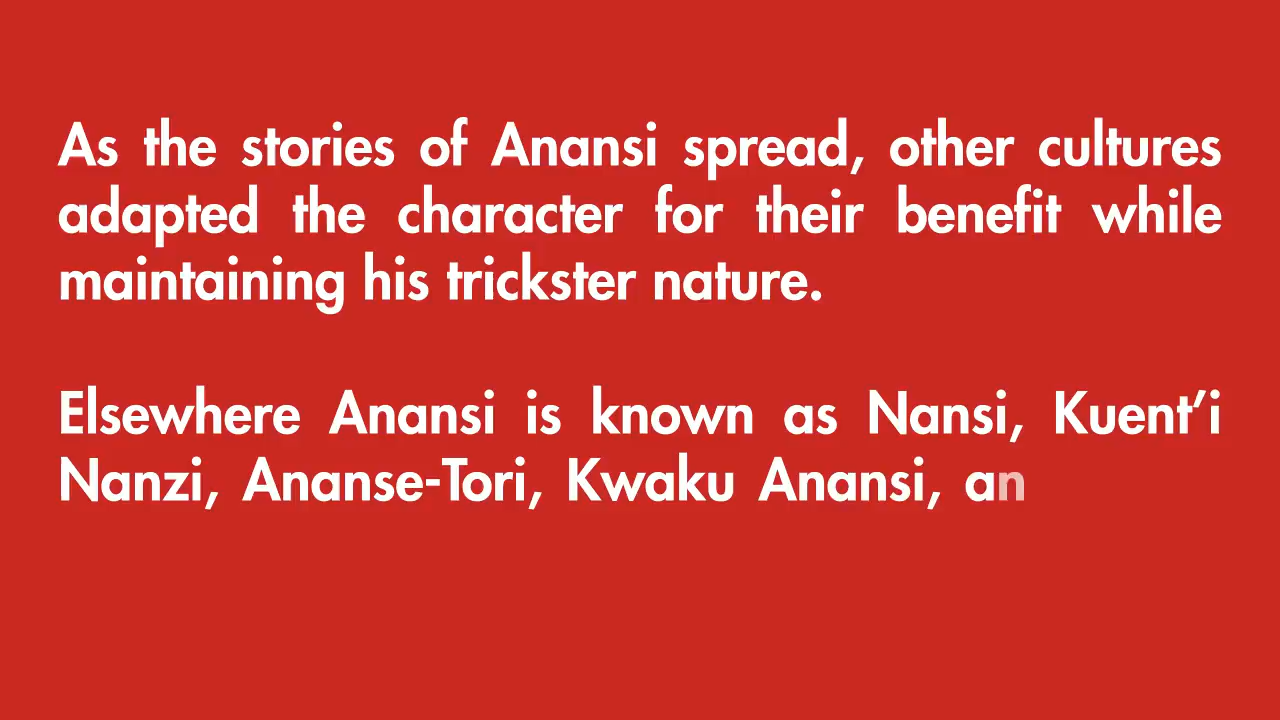 As the stories of Anansi spread, other cultures
adapted the character for their benefit while
maintaining his trickster nature.
Elsewhere Anansi is known as Nansi, Kuent’i
Nanzi, Ananse-Tori, Kwaku Anansi, an